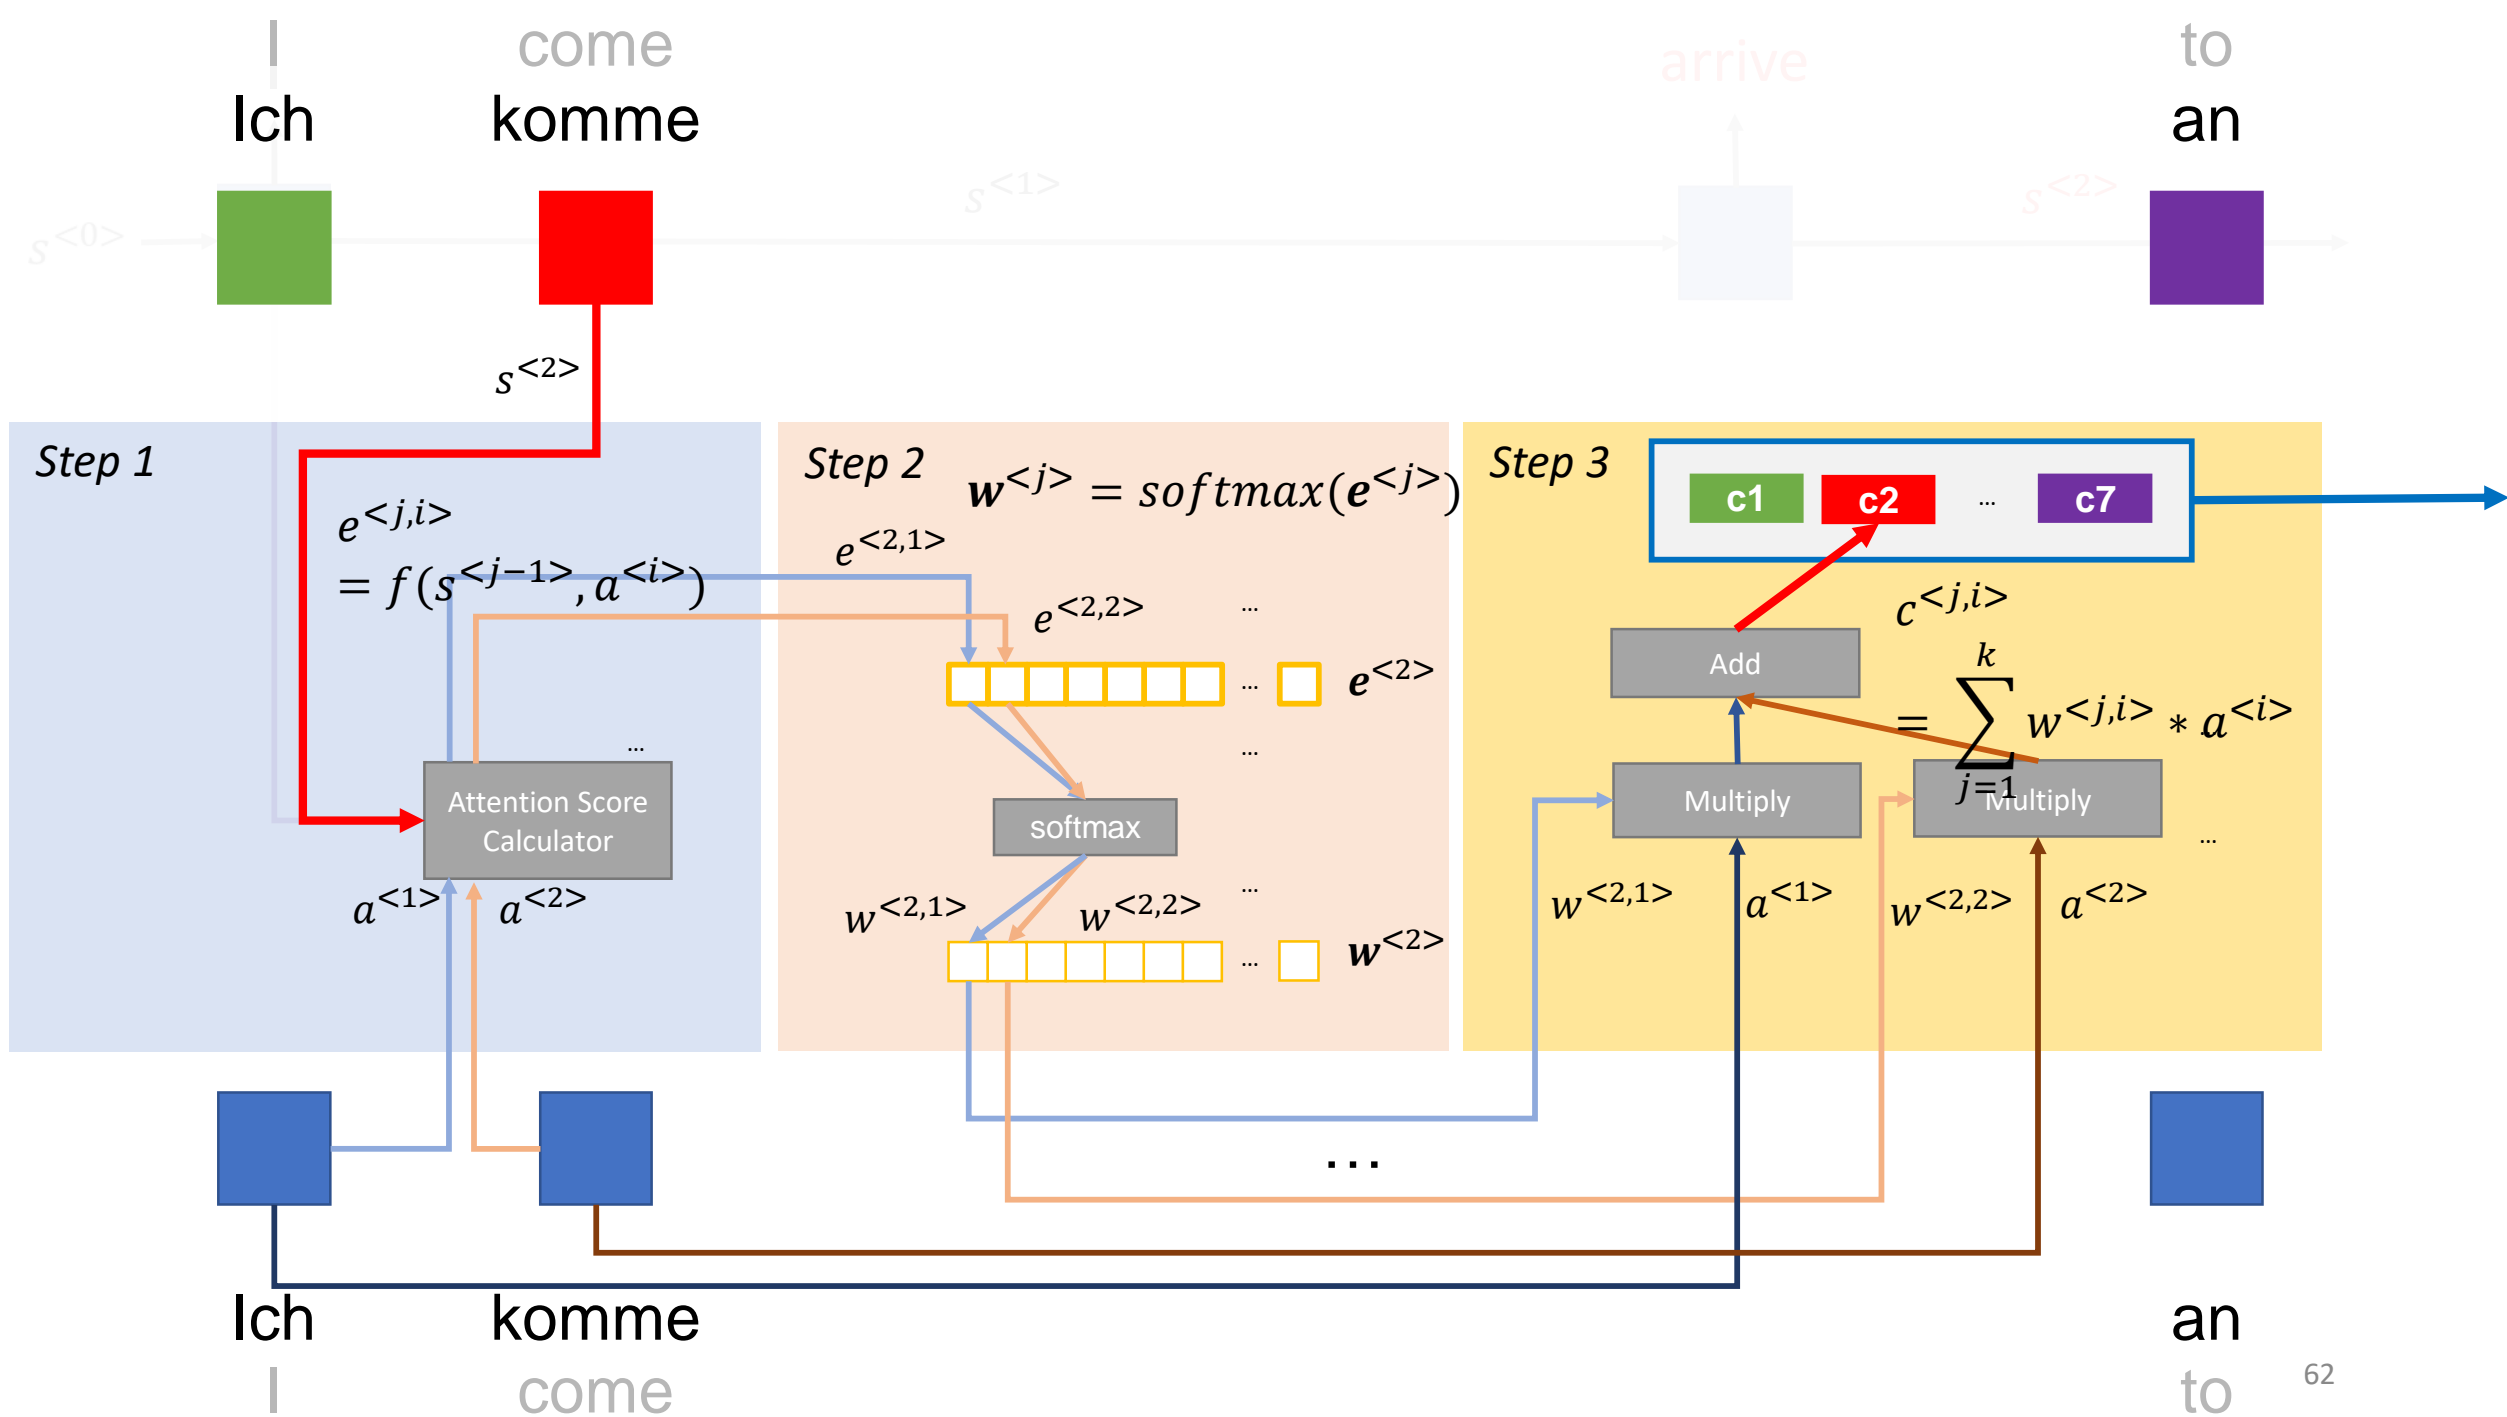 I
come
arrive
to
Ich
komme
an
s<0>
s<1>
s<2>
s<2>
Step 1
e<j,i>
= f(s<j−1>, a<i>)
...
Attention Score
Calculator
a<1>
a<2>
Step 2
w<j> = softmax(e<j>)
e<2,1>
e<2,2>
...
... e<2>
...
softmax
...
w<2,1>
w<2,2>
... w<2>
Step 3
c1 c2 ... c7
c<j,i>
= ∑ k j=1 w<j,i> * a<i>
Add
...
Multiply
Multiply
...
w<2,1>
a<1>
w<2,2>
a<2>
...
Ich
komme
an
I
come
to
62